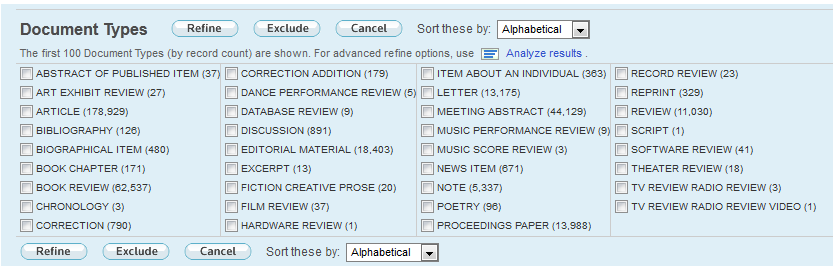 Document Types Refine Exclude Cancel Sort these by: Alphabetical
The first 100 Document Types (by record count) are shown. For advanced refine options, use Analyze results .
ABSTRACT OF PUBLISHED ITEM (37) CORRECTION ADDITION (179) ITEM ABOUT AN INDIVIDUAL (363) RECORD REVIEW (23)
ART EXHIBIT REVIEW (27) DANCE PERFORMANCE REVIEW (5) LETTER (13,175) REPRINT (329)
ARTICLE (178,929) DATABASE REVIEW (9) MEETING ABSTRACT (44,129) REVIEW (11,030)
BIBLIOGRAPHY (126) DISCUSSION (891) MUSIC PERFORMANCE REVIEW (9) SCRIPT (1)
BIOGRAPHICAL ITEM (480) EDITORIAL MATERIAL (18,403) MUSIC SCORE REVIEW (3) SOFTWARE REVIEW (41)
BOOK CHAPTER (171) EXCERPT (13) NEWS ITEM (671) THEATER REVIEW (18)
BOOK REVIEW (62,537) FICTION CREATIVE PROSE (20) NOTE (5,337) TV REVIEW RADIO REVIEW (3)
CHRONOLOGY (3) FILM REVIEW (37) POETRY (96) TV REVIEW RADIO REVIEW VIDEO (1)
CORRECTION (790) HARDWARE REVIEW (1) PROCEEDINGS PAPER (13,988)
Refine Exclude Cancel Sort these by: Alphabetical